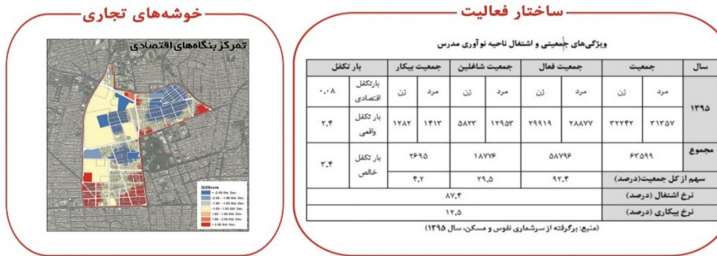 ساختار فعالیت
ویژگی‌های جمعیتی و اشتغال ناحیه نوآوری مدرس
سال جمعیت جمعیت فعال جمعیت شاغلین جمعیت بیکار بار تکفل
۱۳۹۵ مرد زن مرد زن مرد زن مرد زن بارتکفل اقتصادی ۰.۰۸
۳۱۳۵۷ ۳۲۲۴۲ ۲۸۸۷۷ ۲۹۹۱۹ ۱۲۹۵۳ ۵۸۲۳ ۱۴۱۳ ۱۲۸۲ بار تکفل واقعی ۲.۴
مجموع ۶۳۵۹۹ ۵۸۷۹۶ ۱۸۷۷۶ ۲۶۹۵ بار تکفل خالص ۳.۴
سهم از کل جمعیت(درصد) ۹۲.۴ ۲۹.۵ ۴.۲
نرخ اشتغال (درصد) ۸۷.۴
نرخ بیکاری (درصد) ۱۲.۵
(منبع: برگرفته از سرشماری نفوس و مسکن، سال ۱۳۹۵)
خوشه‌های تجاری
تمرکز بنگاه‌های اقتصادی